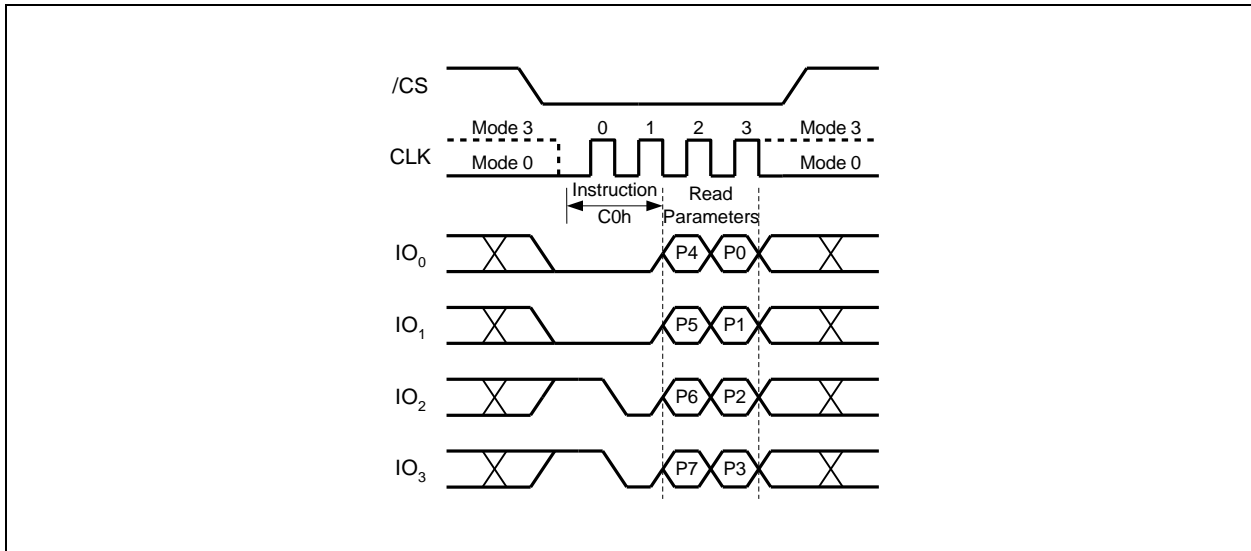 /CS
Mode 3 0 1 2 3 Mode 3
CLK Mode 0 Mode 0
Instruction Read
C0h Parameters
IO0 P4 P0
IO1 P5 P1
IO2 P6 P2
IO3 P7 P3